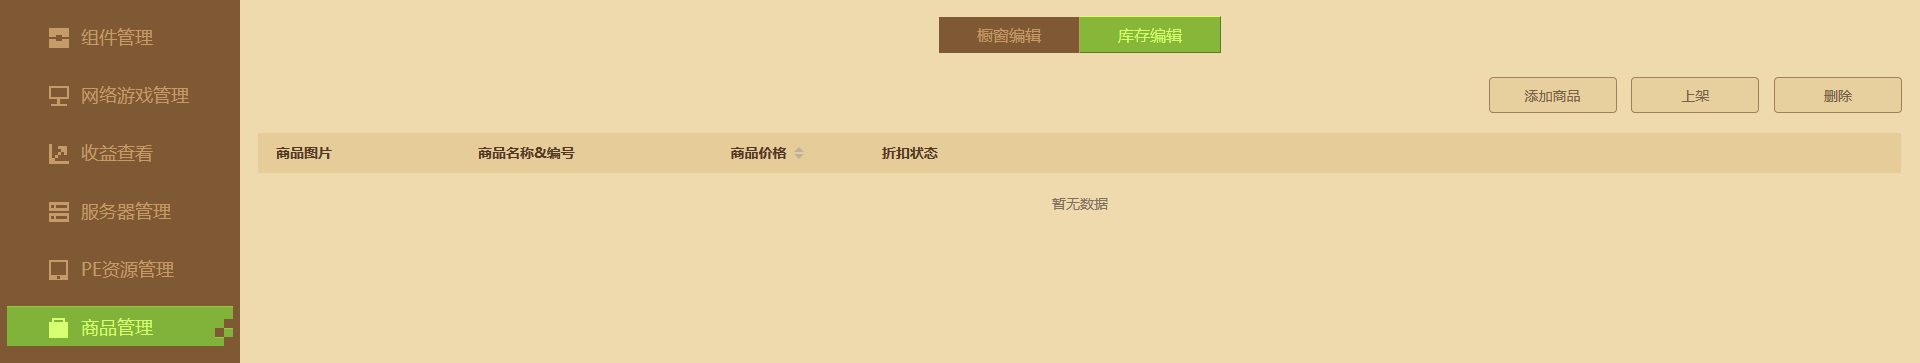 组件管理
网络游戏管理
收益查看
服务器管理
PE资源管理
商品管理
橱窗编辑 库存编辑
添加商品 上架 删除
商品图片 商品名称&编号 商品价格 折扣状态
暂无数据